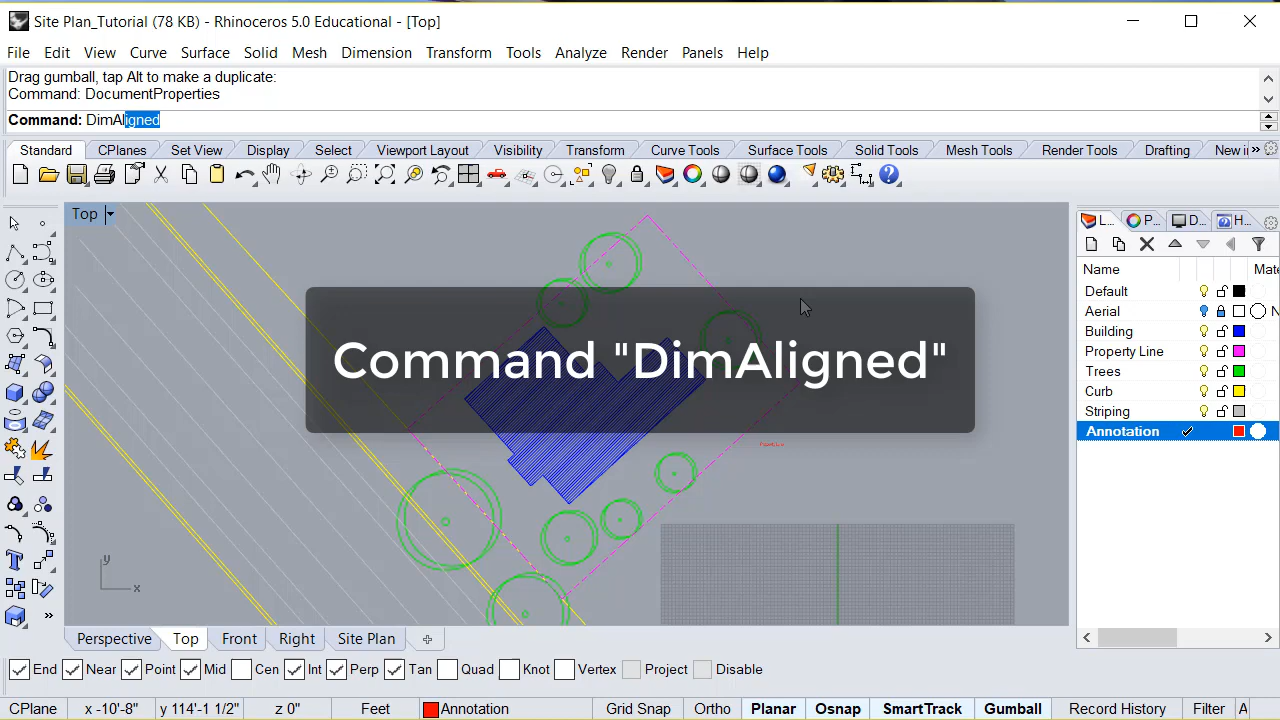 Site Plan_Tutorial (78 KB) - Rhinoceros 5.0 Educational - [Top]
File Edit View Curve Surface Solid Mesh Dimension Transform Tools Analyze Render Panels Help
Drag gumball, tap Alt to make a duplicate:
Command: DocumentProperties
Command: DimAligned
Standard CPlanes Set View Display Select Viewport Layout Visibility Transform Curve Tools Surface Tools Solid Tools Mesh Tools Render Tools Drafting New i
Top
L... P... D... H...
Name Mate
Default
Aerial N
Building
Property Line
Trees
Curb
Striping
Annotation
Command "DimAligned"
y
x
Perspective Top Front Right Site Plan
End Near Point Mid Cen Int Perp Tan Quad Knot Vertex Project Disable
CPlane x -10'-8" y 114'-1 1/2" z 0" Feet Annotation Grid Snap Ortho Planar Osnap SmartTrack Gumball Record History Filter A